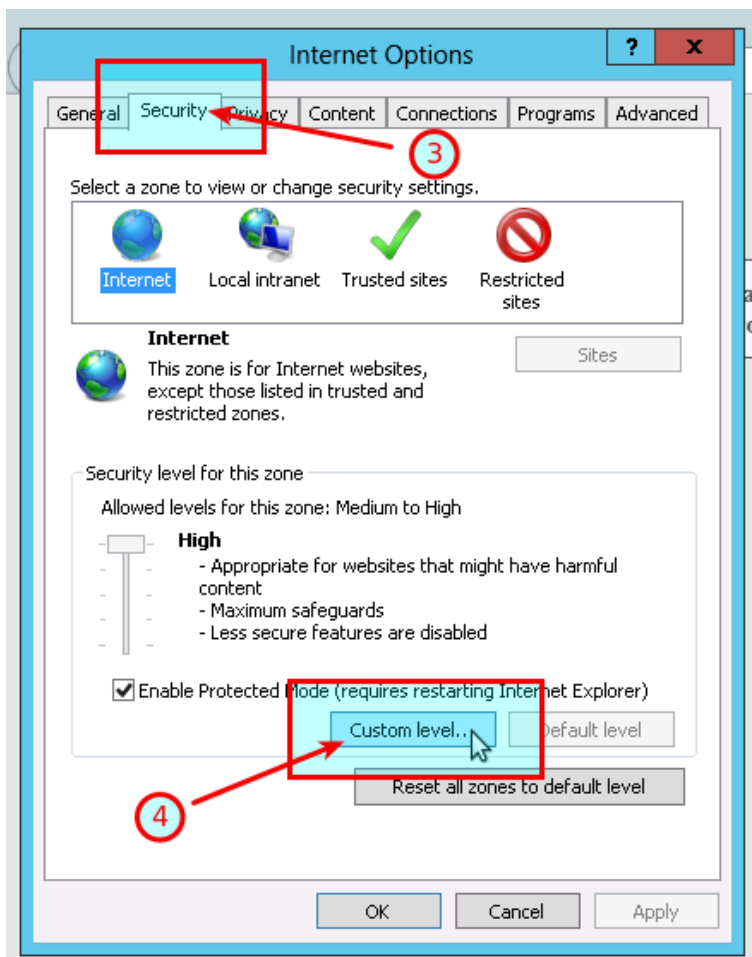 Internet Options
?
x
General Security Privacy Content Connections Programs Advanced
3
Select a zone to view or change security settings.
Internet Local intranet Trusted sites Restricted
sites
Internet
Sites
This zone is for Internet websites,
except those listed in trusted and
restricted zones.
Security level for this zone
Allowed levels for this zone: Medium to High
High
- Appropriate for websites that might have harmful
content
- Maximum safeguards
- Less secure features are disabled
Enable Protected Mode (requires restarting Internet Explorer)
Custom level... Default level
4
Reset all zones to default level
OK Cancel Apply